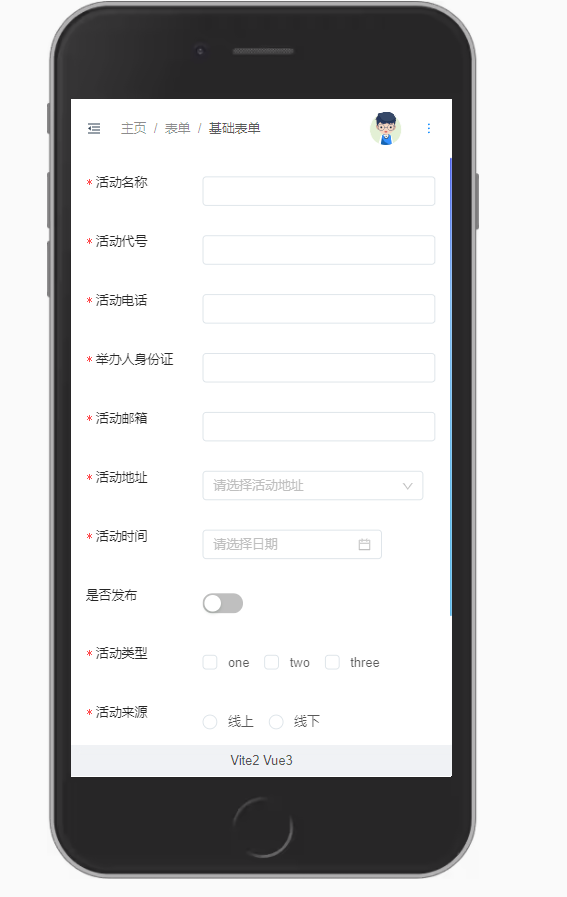 主页 / 表单 / 基础表单
* 活动名称
* 活动代号
* 活动电话
* 举办人身份证
* 活动邮箱
* 活动地址 请选择活动地址
* 活动时间 请选择日期
是否发布
* 活动类型 one two three
* 活动来源 线上 线下
Vite2 Vue3